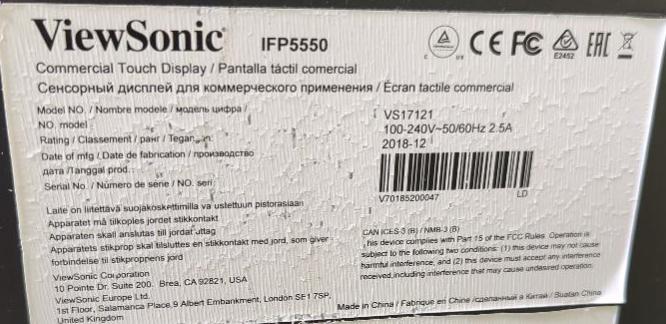 ViewSonic IFP5550
Commercial Touch Display / Pantalla táctil comercial
Сенсорный дисплей для коммерческого применения / Écran tactile commercial
Model NO. / Nombre modele / модель цифра /
NO. model
VS17121
Rating / Classement / ранг /
100-240V~50/60Hz 2.5A
Date of mfg / Date de fabrication / производство
дата /Tanggal prod.
2018-12
Serial No. / Número de série / NO. seri
V70185200047 LD
Laite on liitettävä suojakoskettimilla va ustettuun pistorasiaan
Apparatet må tilkoples jordet stikkontakt
Apparaten skall anslutas till jordat uttag
Apparatets stikprop skal tilsluttes en stikkontakt med jord, som giver
forbindelse til stikproppens jord
CAN ICES-3 (B) / NMB-3 (B)
his device complies with Part 15 of the FCC Rules. Operation is
subject to the following two conditions: (1) this device may not cause
harmful interference, and (2) this device must accept any interference
received,including interference that may cause undesired operation.
ViewSonic Corporation
10 Pointe Dr. Suite 200. Brea, CA 92821, USA
ViewSonic Europe Ltd.
1st Floor, Salamanca Place,9 Albert Embankment, London SE1 7SP,
United Kingdom
Made in China / Fabrique en Chine /сделанный в Китае / Buatan China
CE FC E2452 EAC